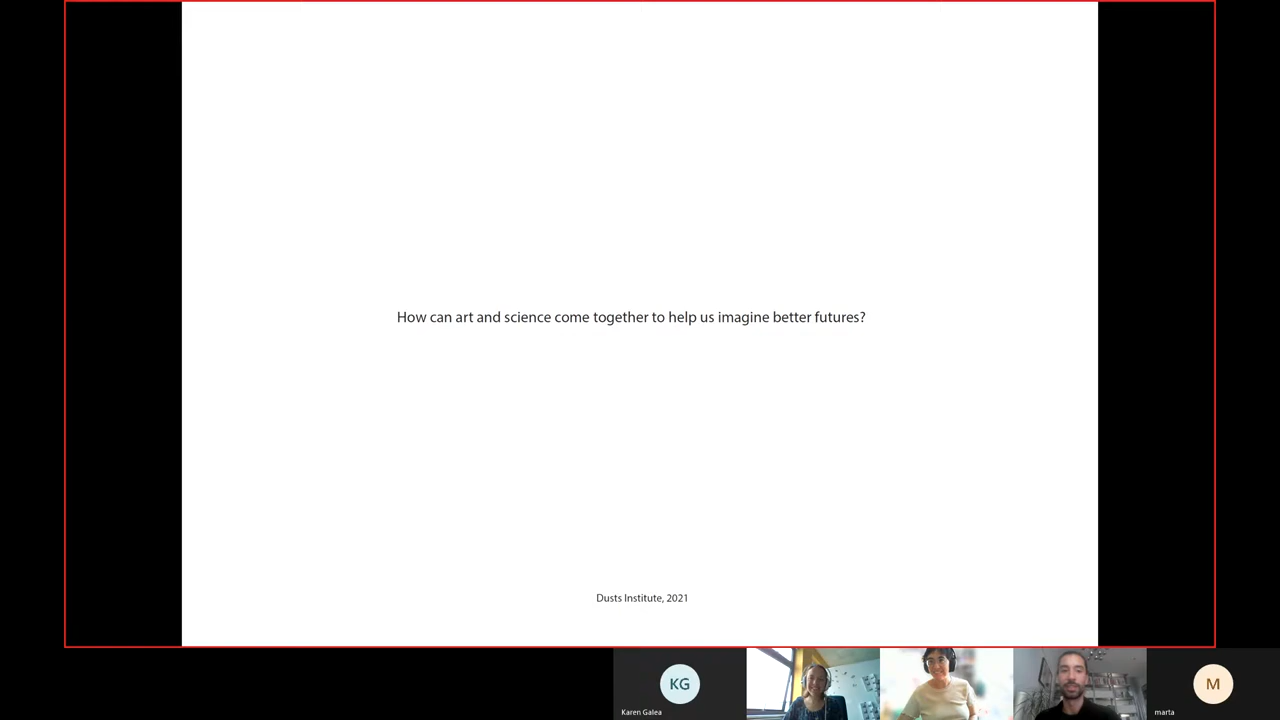 How can art and science come together to help us imagine better futures?
Dusts Institute, 2021
KG
Karen Galea
M
marta